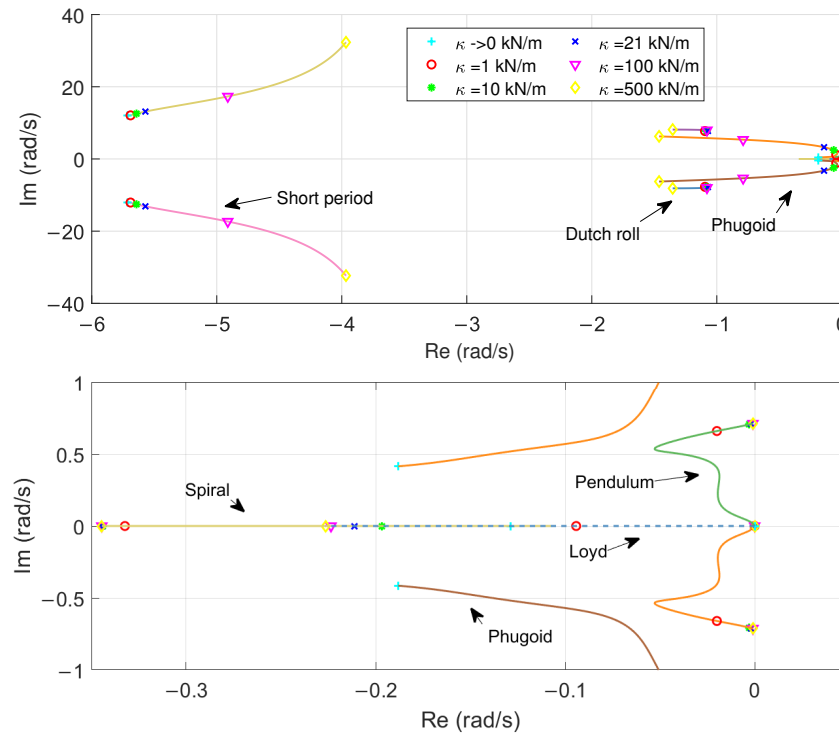 40
20
0
−20
−40
Im (rad/s)
κ ->0 kN/m
κ =1 kN/m
κ =10 kN/m
κ =21 kN/m
κ =100 kN/m
κ =500 kN/m
Short period
Dutch roll
Phugoid
−6 −5 −4 −3 −2 −1
Re (rad/s)
1
0.5
0
−0.5
−1
Im (rad/s)
Spiral
Pendulum
Loyd
Phugoid
−0.3 −0.2 −0.1 0
Re (rad/s)